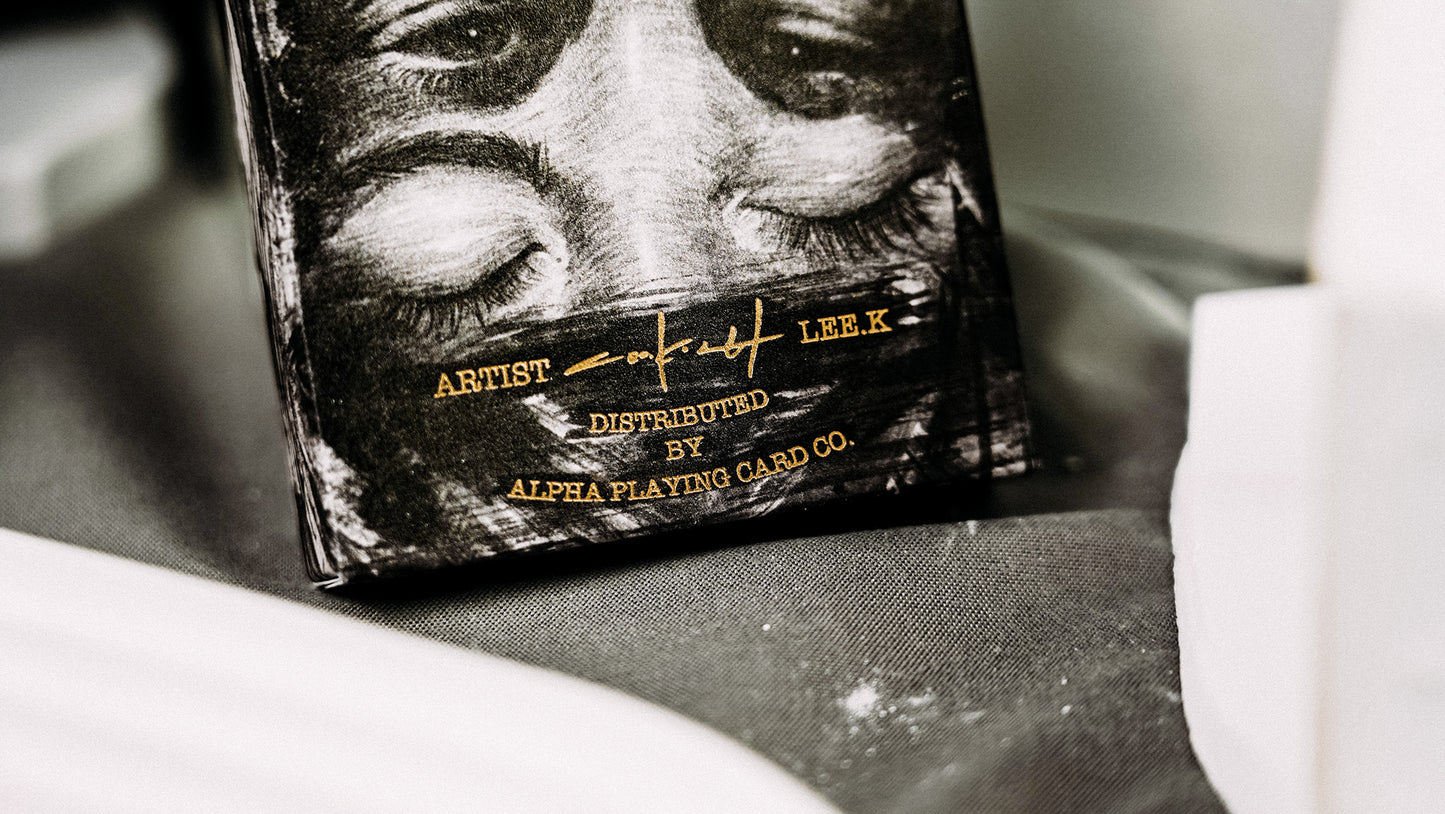 ARTIST LEE.K
DISTRIBUTED
BY
ALPHA PLAYING CARD CO.